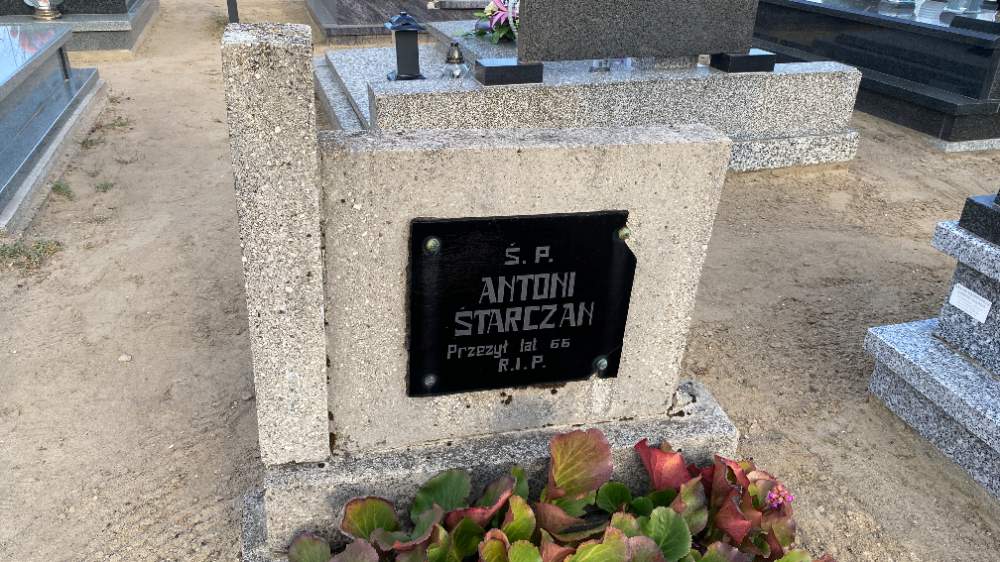 Ś. P.
ANTONI
STARCZAN
Przeżył lat 66
R.I.P.